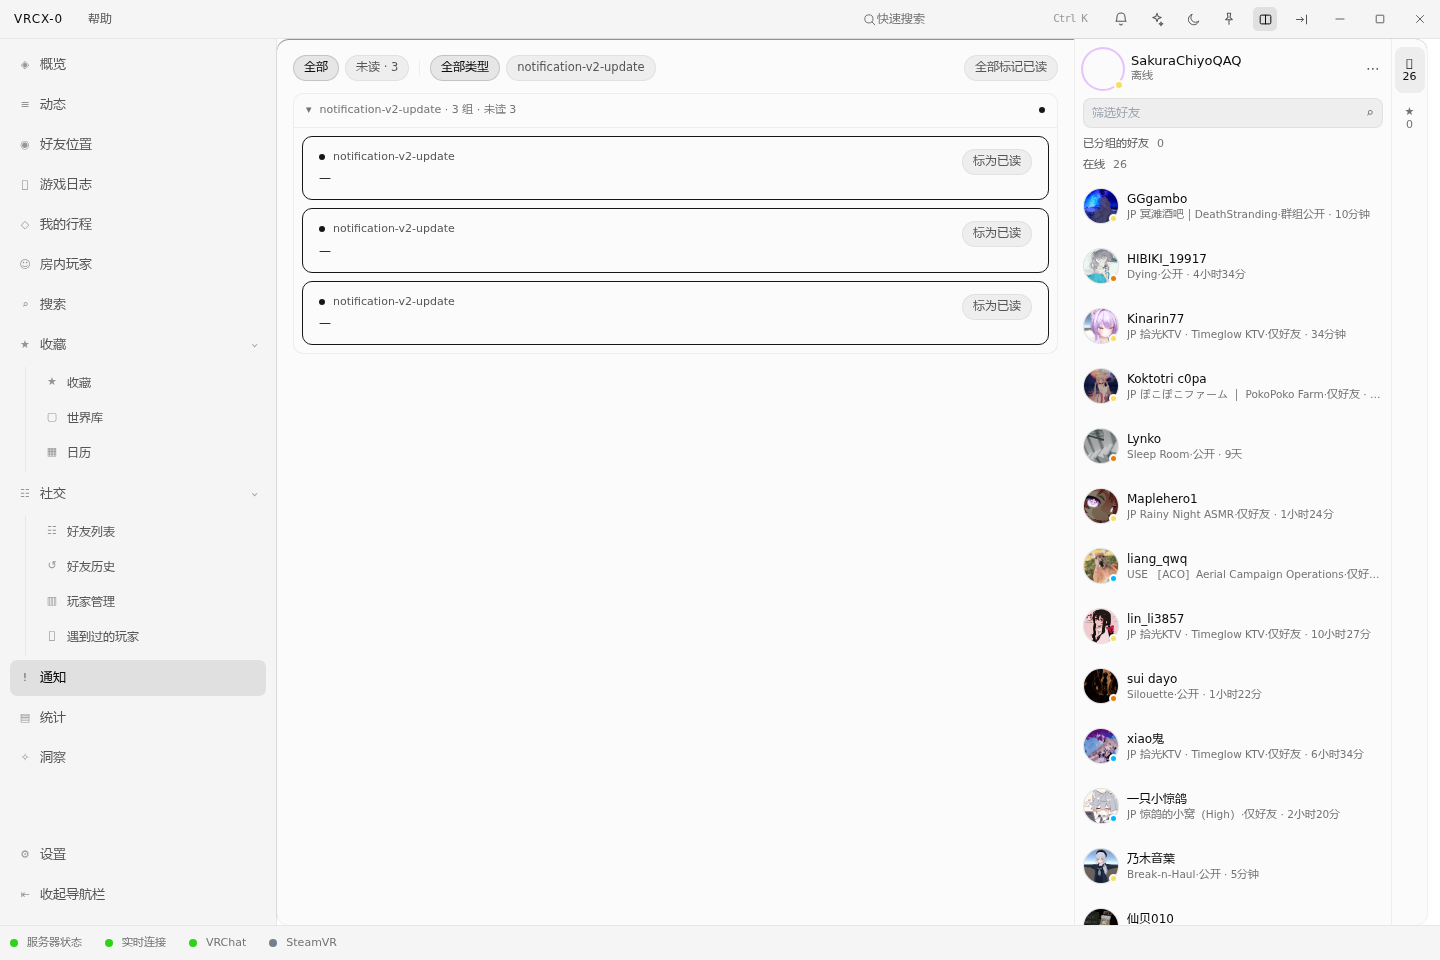 VRCX-0
帮助
快速搜索
Ctrl K
概览
动态
好友位置
游戏日志
我的行程
房内玩家
搜索
收藏
收藏
世界库
日历
社交
好友列表
好友历史
玩家管理
遇到过的玩家
通知
统计
洞察
设置
收起导航栏
全部
未读 · 3
全部类型
notification-v2-update
全部标记已读
notification-v2-update · 3 组 · 未读 3
notification-v2-update
标为已读
—
notification-v2-update
标为已读
—
notification-v2-update
标为已读
—
SakuraChiyoQAQ
离线
筛选好友
已分组的好友 0
在线 26
GGgambo
JP 冥滩酒吧 | DeathStranding·群组公开 · 10分钟
HIBIKI_19917
Dying·公开 · 4小时34分
Kinarin77
JP 拾光KTV · Timeglow KTV·仅好友 · 34分钟
Koktotri c0pa
JP ぽこぽこファーム | PokoPoko Farm·仅好友 · …
Lynko
Sleep Room·公开 · 9天
Maplehero1
JP Rainy Night ASMR·仅好友 · 1小时24分
liang_qwq
USE [ACO] Aerial Campaign Operations·仅好…
lin_li3857
JP 拾光KTV · Timeglow KTV·仅好友 · 10小时27分
sui dayo
Silouette·公开 · 1小时22分
xiao鬼
JP 拾光KTV · Timeglow KTV·仅好友 · 6小时34分
一只小惊鸽
JP 惊鸽的小窝（High）·仅好友 · 2小时20分
乃木音葉
Break-n-Haul·公开 · 5分钟
仙贝010
26
0
服务器状态
实时连接
VRChat
SteamVR